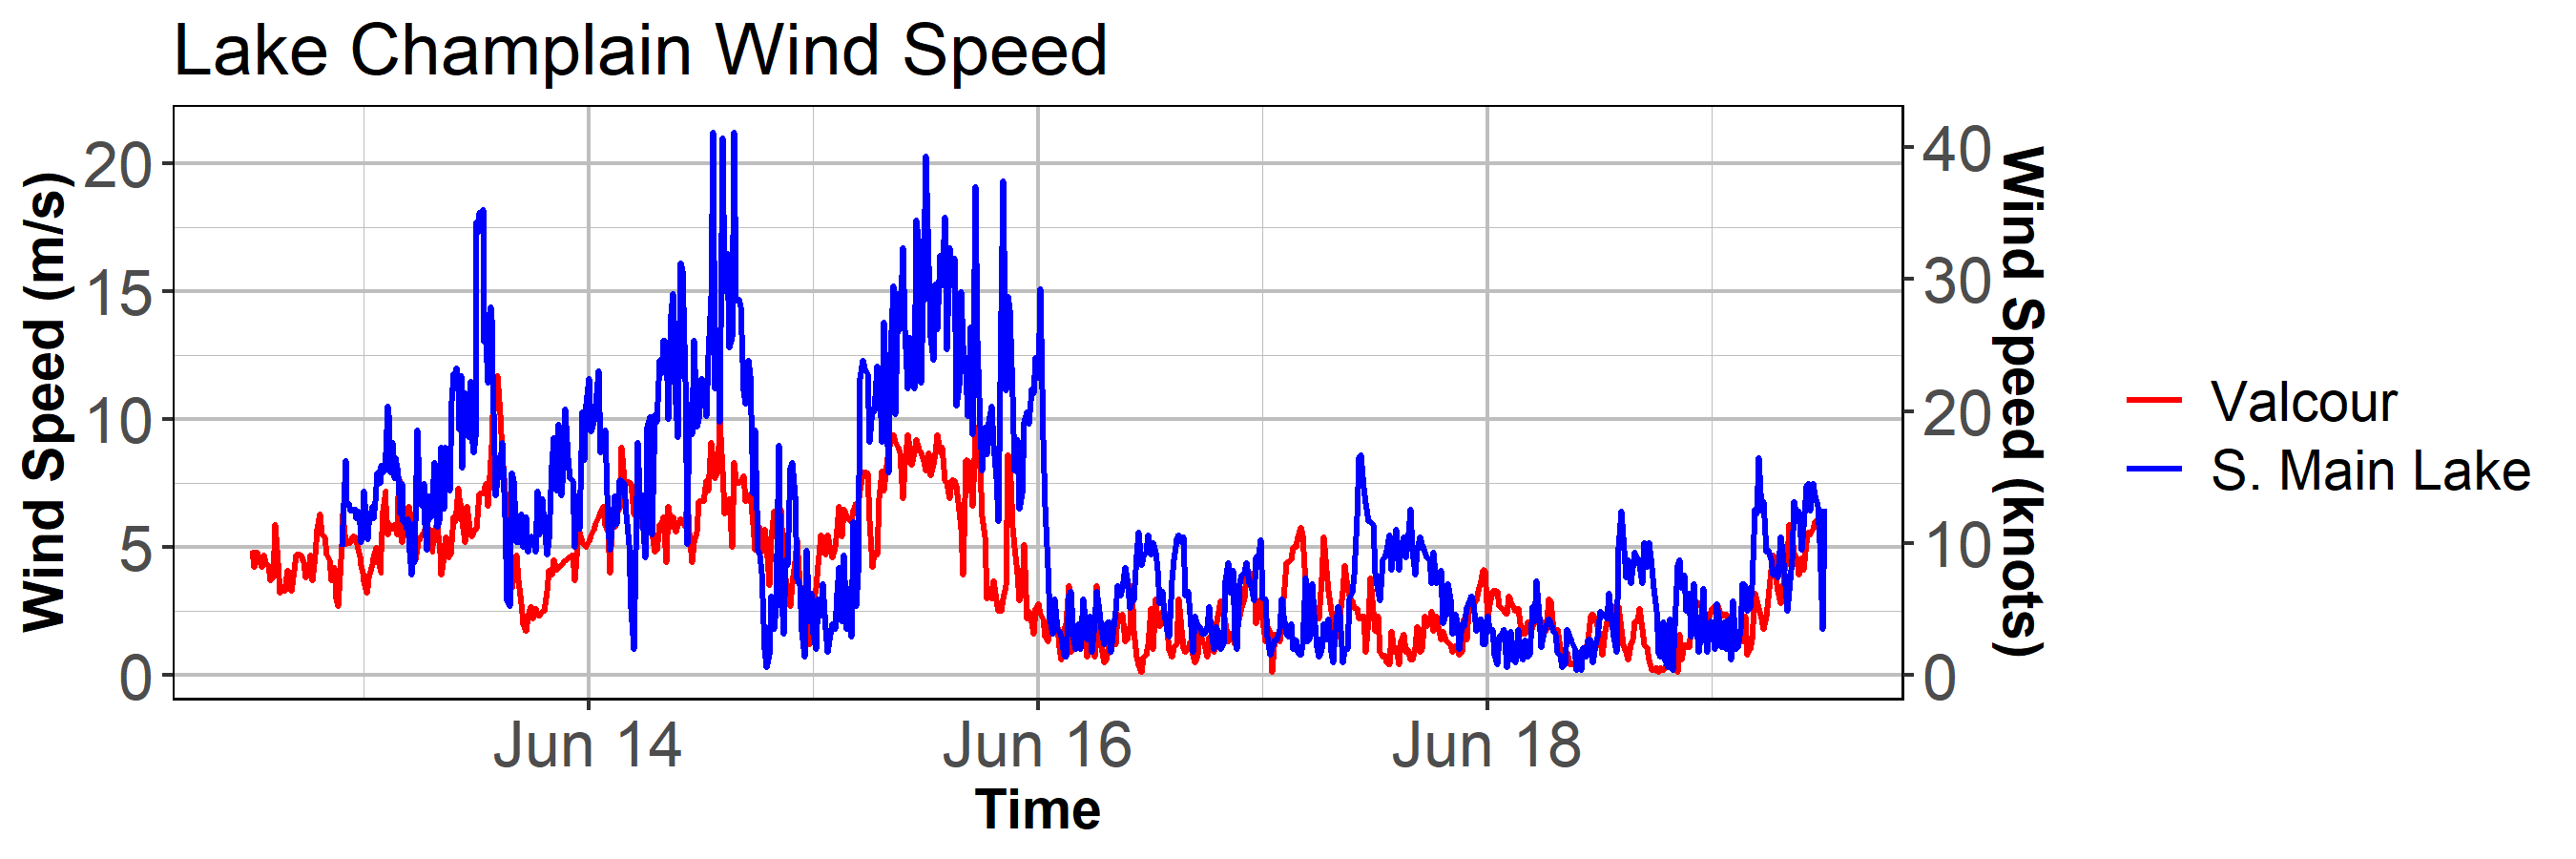 Lake Champlain Wind Speed
Wind Speed (m/s)
20
15
10
5
0
40
30
20
10
0
Wind Speed (knots)
Jun 14
Jun 16
Jun 18
Time
Valcour
S. Main Lake